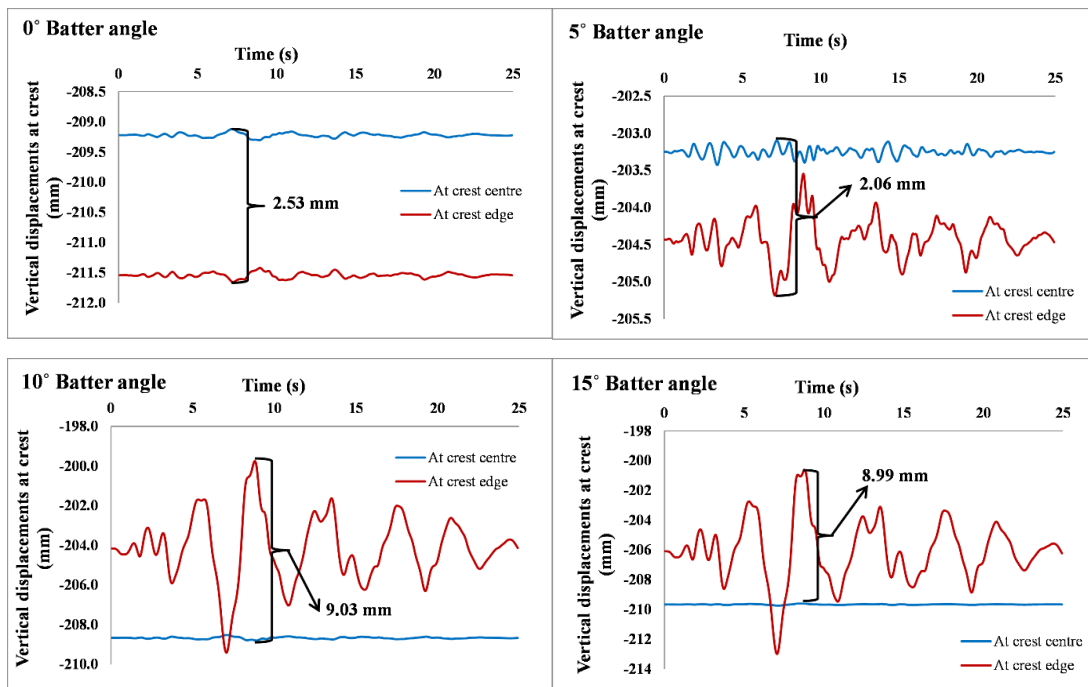 0° Batter angle
Time (s)
0 5 10 15 20 25
Vertical displacements at crest
(mm)
-208.5
-209.0
-209.5
-210.0
-210.5
-211.0
-211.5
-212.0
2.53 mm
At crest centre
At crest edge
5° Batter angle
Time (s)
0 5 10 15 20 25
Vertical displacements at crest
(mm)
-202.5
-203.0
-203.5
-204.0
-204.5
-205.0
-205.5
2.06 mm
At crest centre
At crest edge
10° Batter angle
Time (s)
0 5 10 15 20 25
Vertical displacements at crest
(mm)
-198.0
-200.0
-202.0
-204.0
-206.0
-208.0
-210.0
At crest centre
At crest edge
9.03 mm
15° Batter angle
Time (s)
0 5 10 15 20 25
Vertical displacements at crest
(mm)
-198
-200
-202
-204
-206
-208
-210
-212
-214
8.99 mm
At crest centre
At crest edge